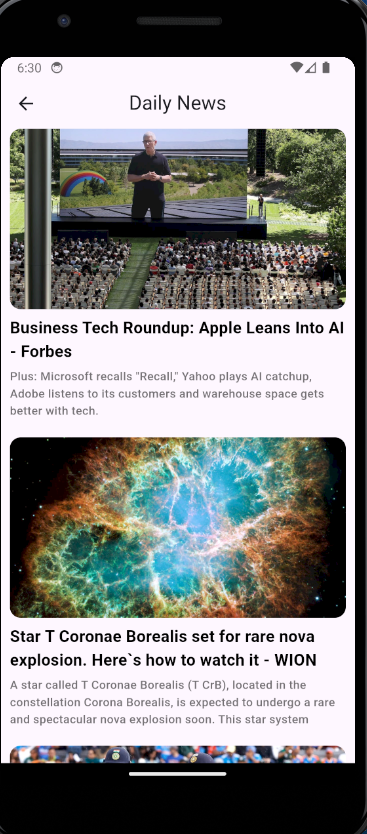 6:30
Daily News
Business Tech Roundup: Apple Leans Into AI
- Forbes
Plus: Microsoft recalls "Recall," Yahoo plays AI catchup,
Adobe listens to its customers and warehouse space gets
better with tech.
Star T Coronae Borealis set for rare nova
explosion. Here`s how to watch it - WION
A star called T Coronae Borealis (T CrB), located in the
constellation Corona Borealis, is expected to undergo a rare
and spectacular nova explosion soon. This star system